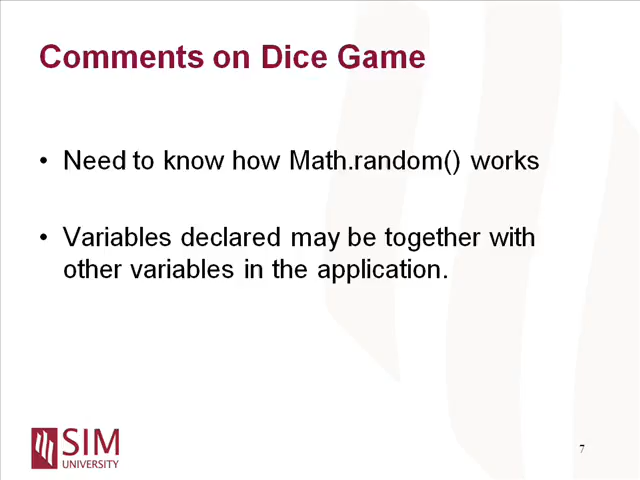 Comments on Dice Game
• Need to know how Math.random() works
• Variables declared may be together with
other variables in the application.
SIM
UNIVERSITY
7